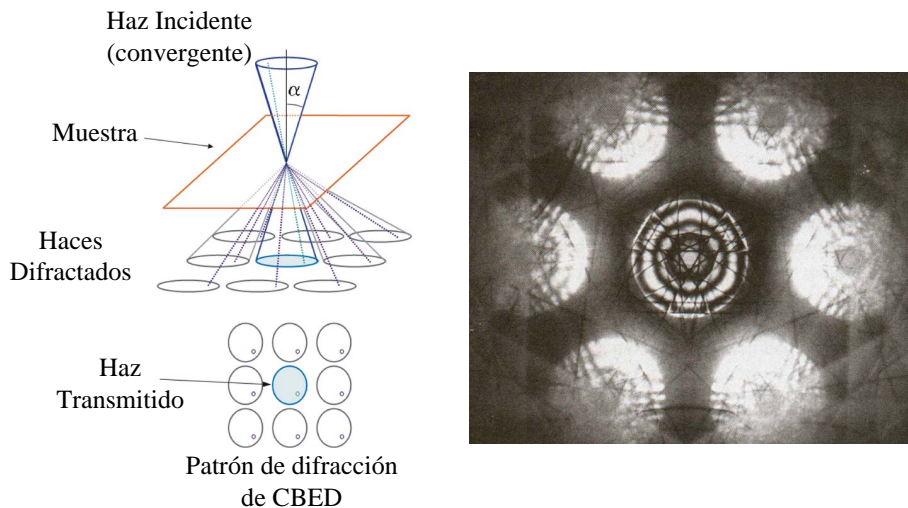 Haz Incidente
(convergente)
α
Muestra
Haces
Difractados
Haz
Transmitido
Patrón de difracción
de CBED